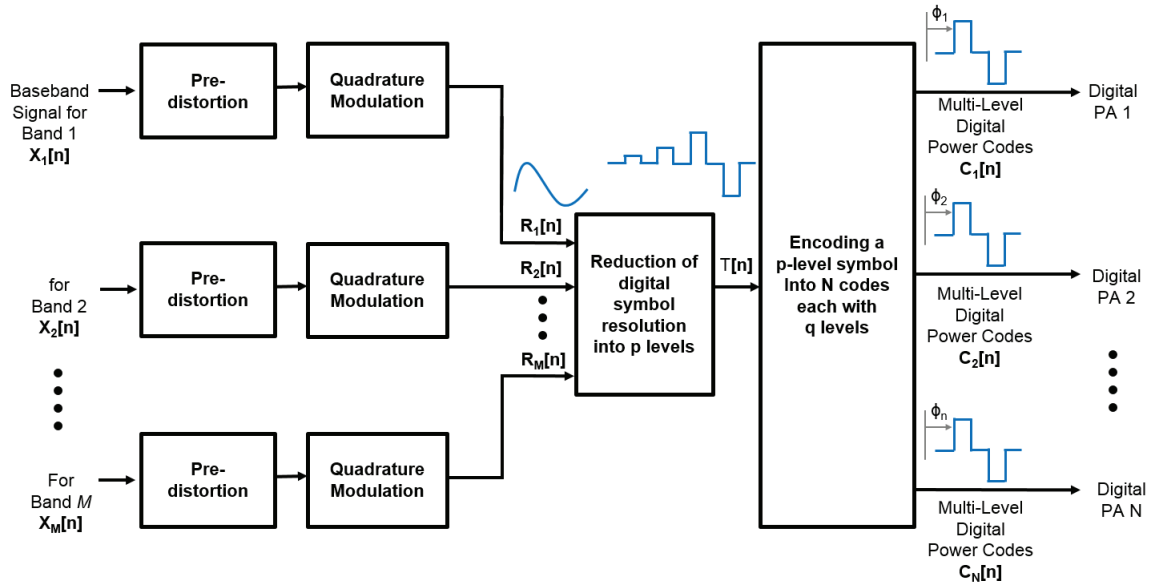 Baseband
Signal for
Band 1
X1[n]
Pre-
distortion
Quadrature
Modulation
for
Band 2
X2[n]
Pre-
distortion
Quadrature
Modulation
For
Band M
XM[n]
Pre-
distortion
Quadrature
Modulation
R1[n]
R2[n]
RM[n]
Reduction of
digital
symbol
resolution
into p levels
T[n]
Encoding a
p-level symbol
Into N codes
each with
q levels
ϕ1
Multi-Level
Digital
Power Codes
C1[n]
Digital
PA 1
ϕ2
Multi-Level
Digital
Power Codes
C2[n]
Digital
PA 2
ϕn
Multi-Level
Digital
Power Codes
CN[n]
Digital
PA N